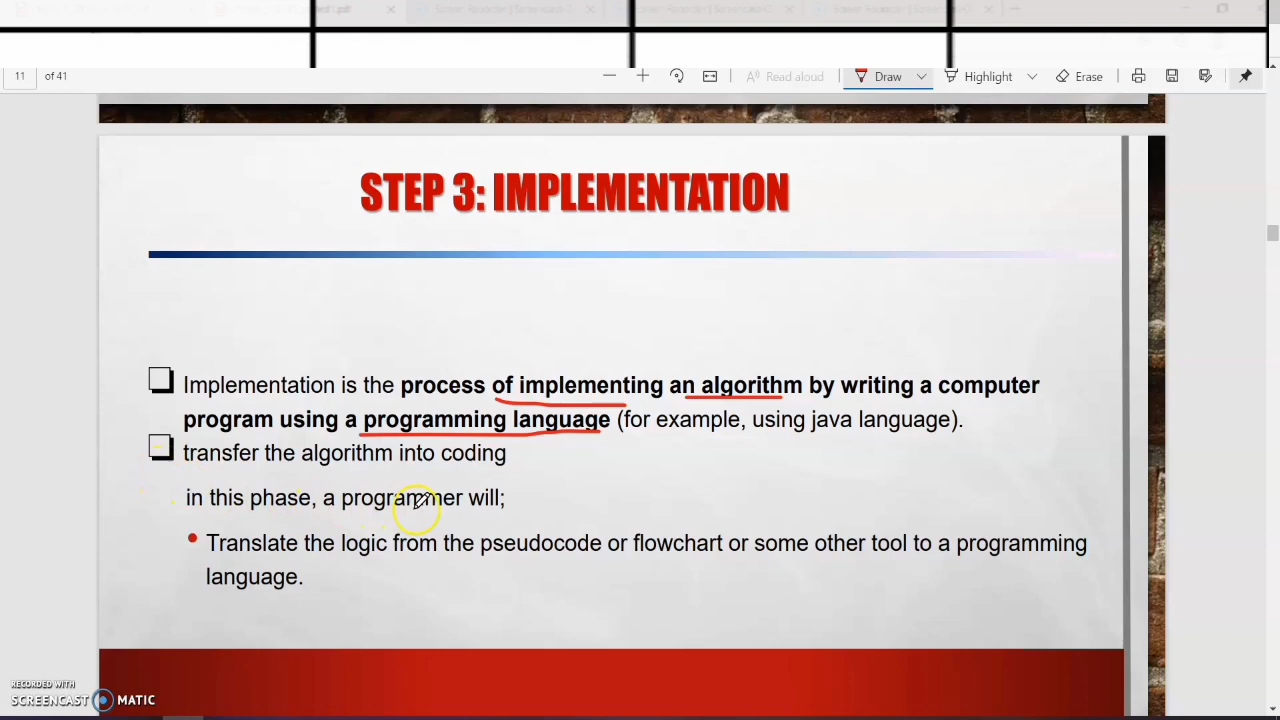 11 of 41
Read aloud
Draw
Highlight
Erase
STEP 3: IMPLEMENTATION
Implementation is the process of implementing an algorithm by writing a computer
program using a programming language (for example, using java language).
transfer the algorithm into coding
in this phase, a programmer will;
Translate the logic from the pseudocode or flowchart or some other tool to a programming
language.
RECORDED WITH
SCREENCAST MATIC